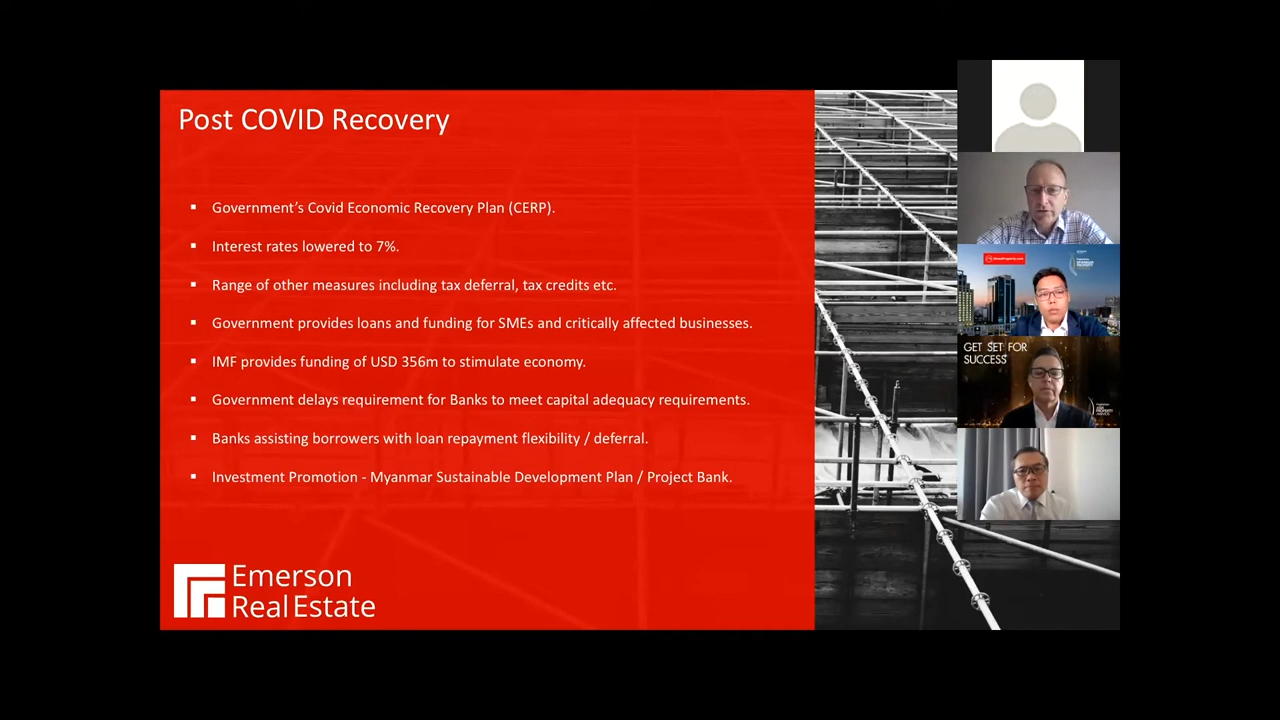 Post COVID Recovery
Government’s Covid Economic Recovery Plan (CERP).
Interest rates lowered to 7%.
Range of other measures including tax deferral, tax credits etc.
Government provides loans and funding for SMEs and critically affected businesses.
IMF provides funding of USD 356m to stimulate economy.
Government delays requirement for Banks to meet capital adequacy requirements.
Banks assisting borrowers with loan repayment flexibility / deferral.
Investment Promotion - Myanmar Sustainable Development Plan / Project Bank.
Emerson
Real Estate
GET SET FOR
SUCCESS